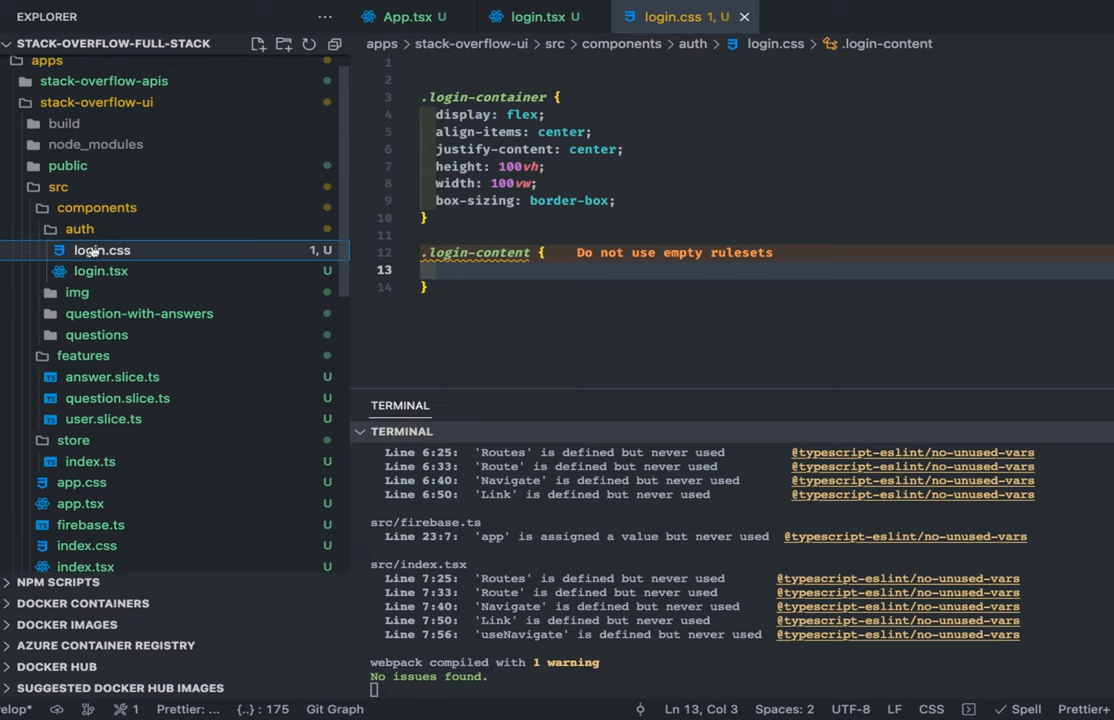 EXPLORER
STACK-OVERFLOW-FULL-STACK
apps
stack-overflow-apis
stack-overflow-ui
build
node_modules
public
src
components
auth
login.css 1, U
login.tsx U
img
question-with-answers
questions
features
answer.slice.ts U
question.slice.ts U
user.slice.ts U
store
index.ts U
app.css U
app.tsx U
firebase.ts U
index.css U
index.tsx U
NPM SCRIPTS
DOCKER CONTAINERS
DOCKER IMAGES
AZURE CONTAINER REGISTRY
DOCKER HUB
SUGGESTED DOCKER HUB IMAGES
App.tsx U login.tsx U login.css 1, U
apps > stack-overflow-ui > src > components > auth > login.css > .login-content
1
2
3 .login-container {
4 display: flex;
5 align-items: center;
6 justify-content: center;
7 height: 100vh;
8 width: 100vw;
9 box-sizing: border-box;
10 }
11
12 .login-content { Do not use empty rulesets
13
14 }
TERMINAL
TERMINAL
Line 6:25: 'Routes' is defined but never used @typescript-eslint/no-unused-vars
Line 6:33: 'Route' is defined but never used @typescript-eslint/no-unused-vars
Line 6:40: 'Navigate' is defined but never used @typescript-eslint/no-unused-vars
Line 6:50: 'Link' is defined but never used @typescript-eslint/no-unused-vars
src/firebase.ts
Line 23:7: 'app' is assigned a value but never used @typescript-eslint/no-unused-vars
src/index.tsx
Line 7:25: 'Routes' is defined but never used @typescript-eslint/no-unused-vars
Line 7:33: 'Route' is defined but never used @typescript-eslint/no-unused-vars
Line 7:40: 'Navigate' is defined but never used @typescript-eslint/no-unused-vars
Line 7:50: 'Link' is defined but never used @typescript-eslint/no-unused-vars
Line 7:56: 'useNavigate' is defined but never used @typescript-eslint/no-unused-vars
webpack compiled with 1 warning
No issues found.
velop* 1 Prettier: ... {..} : 175 Git Graph Ln 13, Col 3 Spaces: 2 UTF-8 LF CSS Spell Prettier+